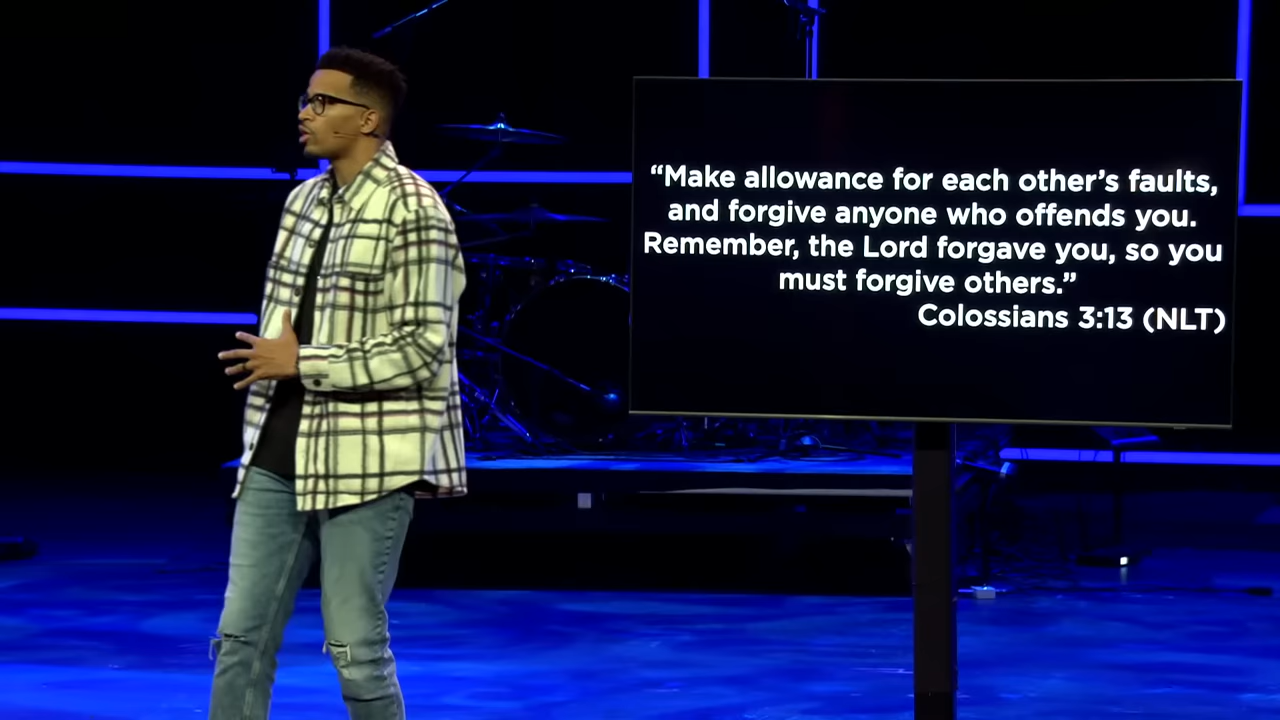 “Make allowance for each other’s faults,
and forgive anyone who offends you.
Remember, the Lord forgave you, so you
must forgive others.”
Colossians 3:13 (NLT)